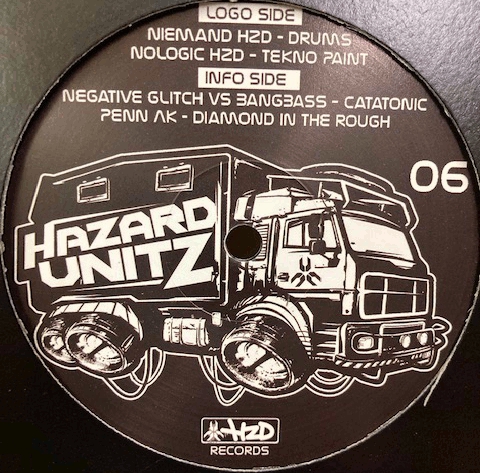 LOGO SIDE
NIEMAND HZD - DRUMS
NOLOGIC HZD - TEKNO PAINT
INFO SIDE
NEGATIVE GLITCH VS BANGBASS - CATATONIC
PENN AK - DIAMOND IN THE ROUGH
06
HAZARD
UNITZ
HZD
RECORDS